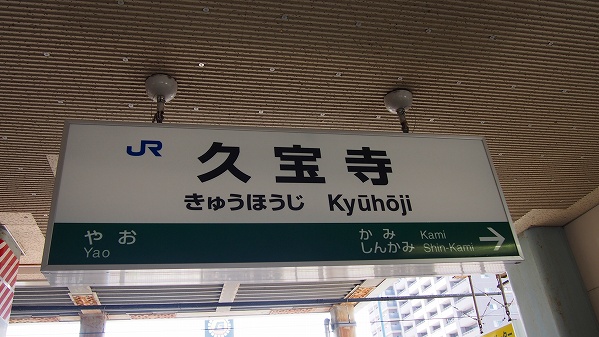 JR 久宝寺
きゅうほうじ Kyūhōji
やお
Yao
かみ Kami
しんかみ Shin-Kami